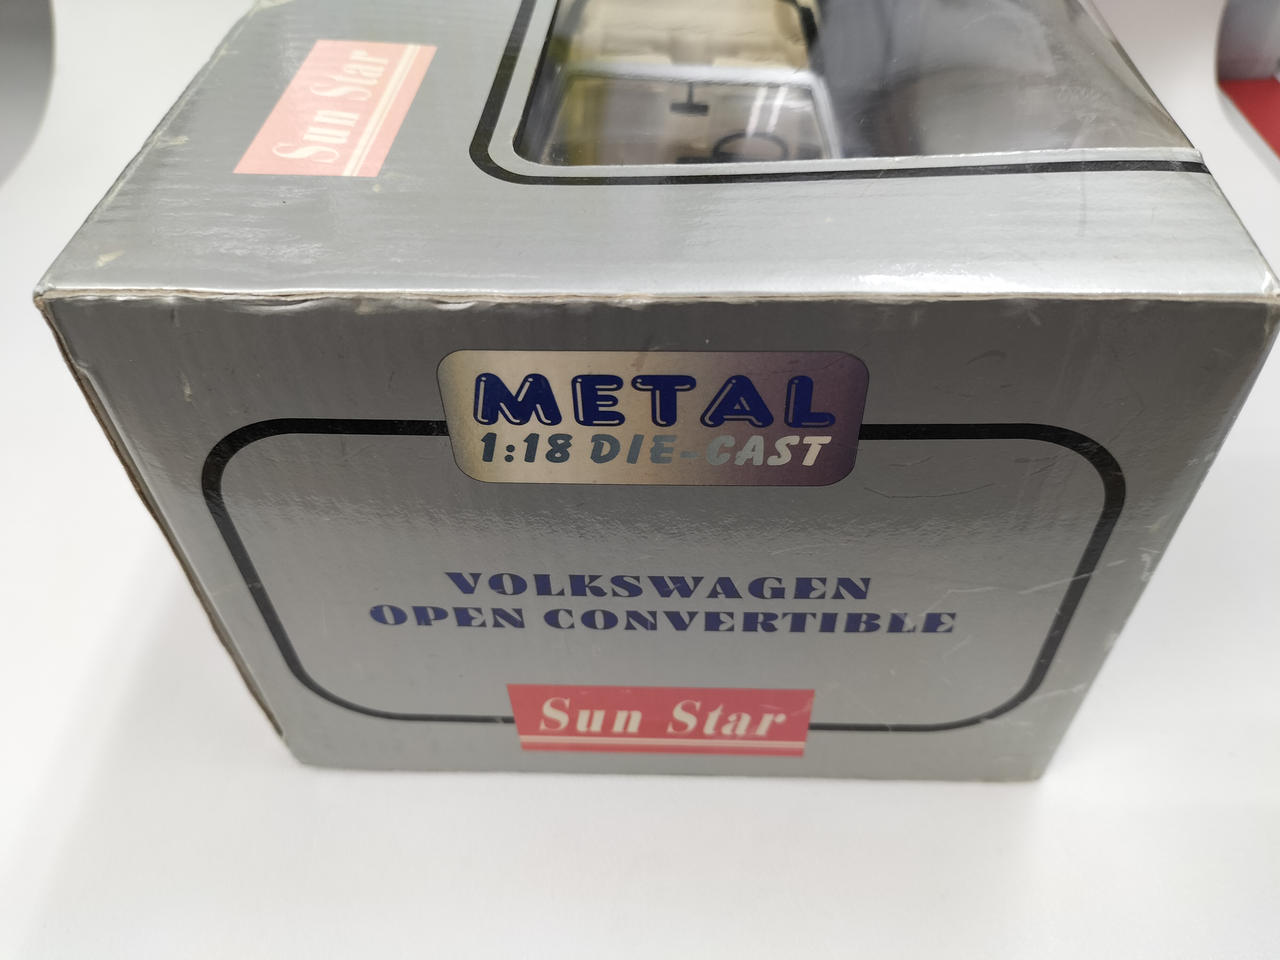 Sun Star
METAL
1:18 DIE-CAST
VOLKSWAGEN
OPEN CONVERTIBLE
Sun Star